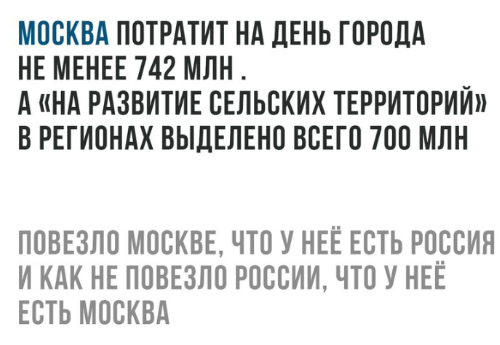 МОСКВА ПОТРАТИТ НА ДЕНЬ ГОРОДА
НЕ МЕНЕЕ 742 МЛН .
А «НА РАЗВИТИЕ СЕЛЬСКИХ ТЕРРИТОРИЙ»
В РЕГИОНАХ ВЫДЕЛЕНО ВСЕГО 700 МЛН
ПОВЕЗЛО МОСКВЕ, ЧТО У НЕЁ ЕСТЬ РОССИЯ
И КАК НЕ ПОВЕЗЛО РОССИИ, ЧТО У НЕЁ
ЕСТЬ МОСКВА